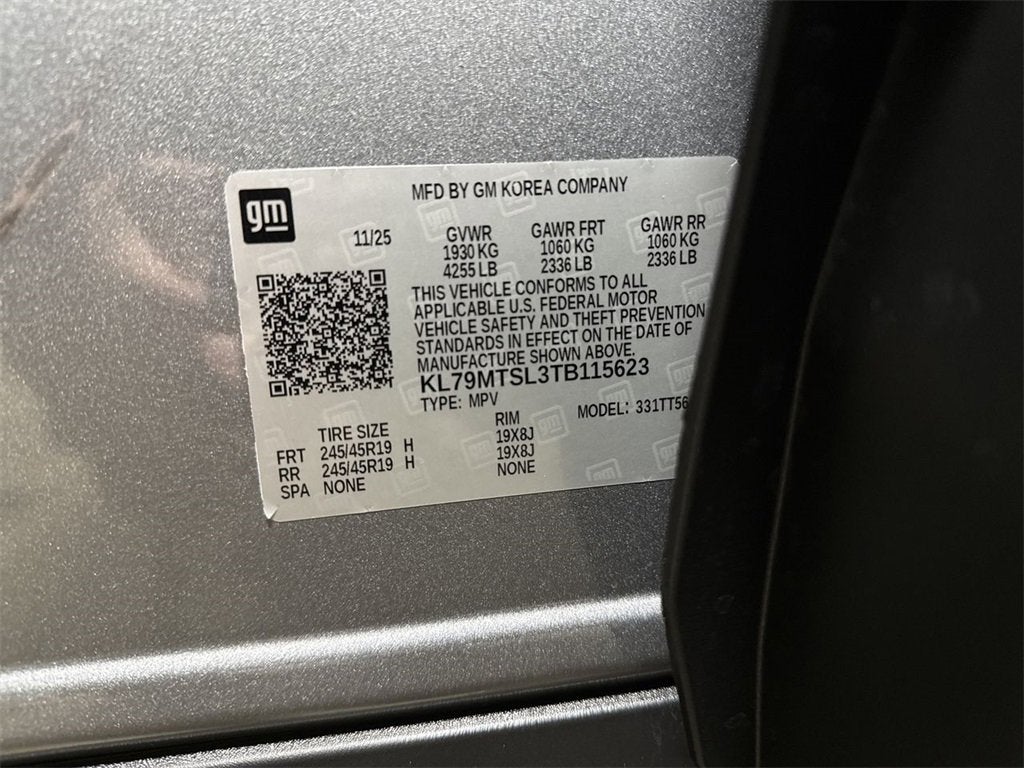 gm
MFD BY GM KOREA COMPANY
11/25 GVWR GAWR FRT GAWR RR
1930 KG 1060 KG 1060 KG
4255 LB 2336 LB 2336 LB
THIS VEHICLE CONFORMS TO ALL
APPLICABLE U.S. FEDERAL MOTOR
VEHICLE SAFETY AND THEFT PREVENTION
STANDARDS IN EFFECT ON THE DATE OF
MANUFACTURE SHOWN ABOVE.
KL79MTSL3TB115623
TYPE: MPV MODEL: 331TT56
TIRE SIZE RIM
FRT 245/45R19 H 19X8J
RR 245/45R19 H 19X8J
SPA NONE NONE